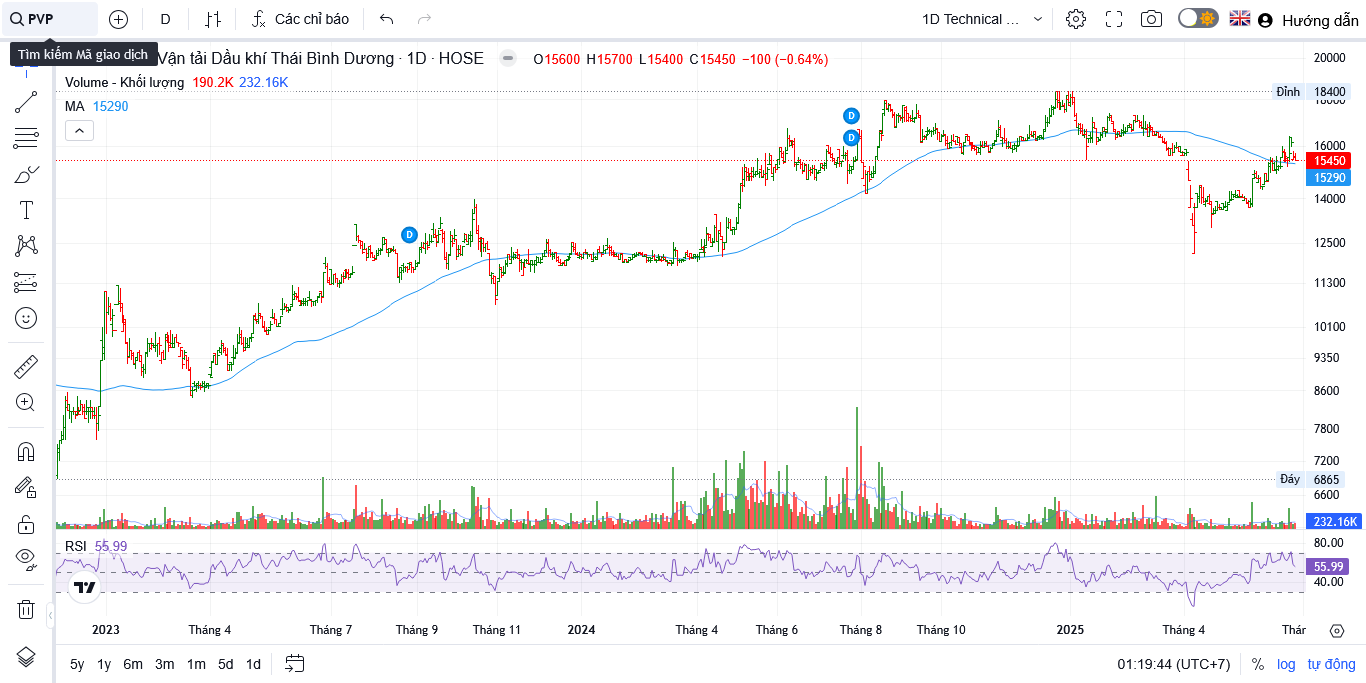 PVP
D
Các chỉ báo
1D Technical ...
Hướng dẫn
Tìm kiếm Mã giao dịch
Vận tải Dầu khí Thái Bình Dương · 1D · HOSE
O15600 H15700 L15400 C15450 −100 (−0.64%)
Volume - Khối lượng 190.2K 232.16K
MA 15290
D
D
D
20000
Đỉnh 18400
18000
16000
15450
15290
14000
12500
11300
10100
9350
8600
7800
7200
Đáy 6865
6600
232.16K
RSI 55.99
80.00
55.99
40.00
2023 Tháng 4 Tháng 7 Tháng 9 Tháng 11 2024 Tháng 4 Tháng 6 Tháng 8 Tháng 10 2025 Tháng 4 Thár
5y 1y 6m 3m 1m 5d 1d
01:19:44 (UTC+7) % log tự động